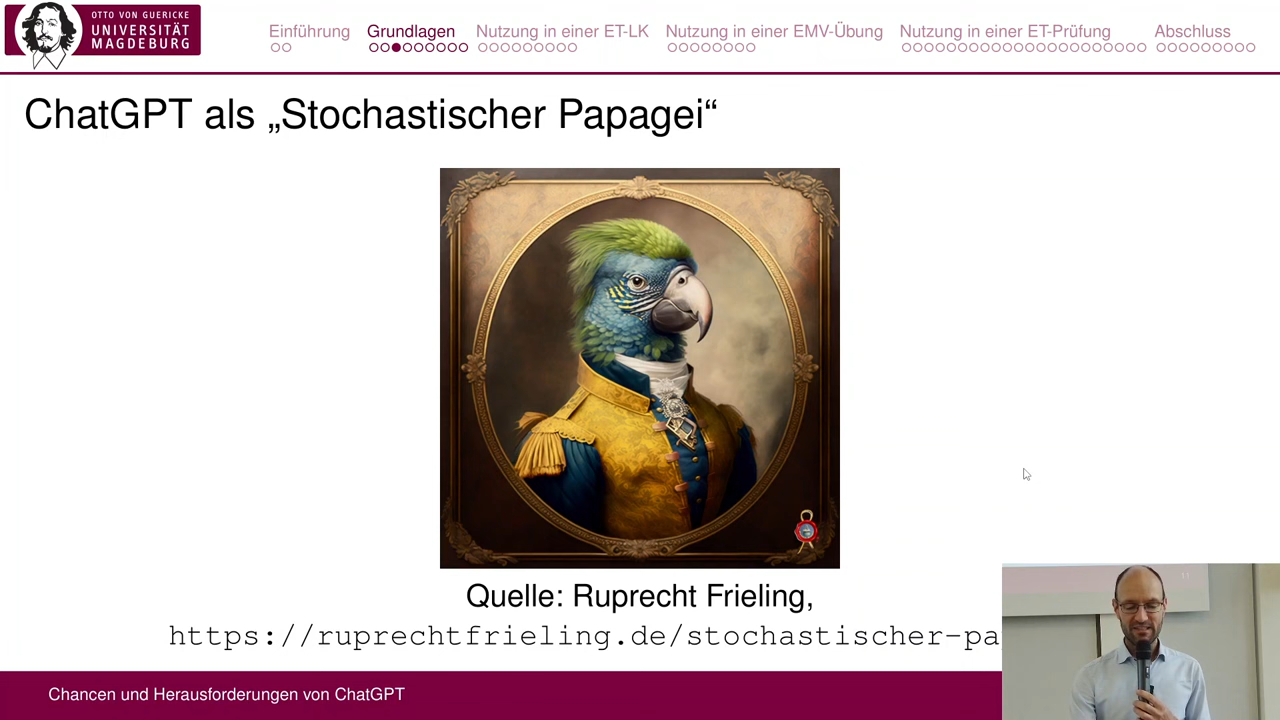 OTTO VON GUERICKE
UNIVERSITÄT
MAGDEBURG
Einführung
Grundlagen
Nutzung in einer ET-LK
Nutzung in einer EMV-Übung
Nutzung in einer ET-Prüfung
Abschluss
ChatGPT als „Stochastischer Papagei“
Quelle: Ruprecht Frieling,
https://ruprechtfrieling.de/stochastischer-pa
Chancen und Herausforderungen von ChatGPT
11